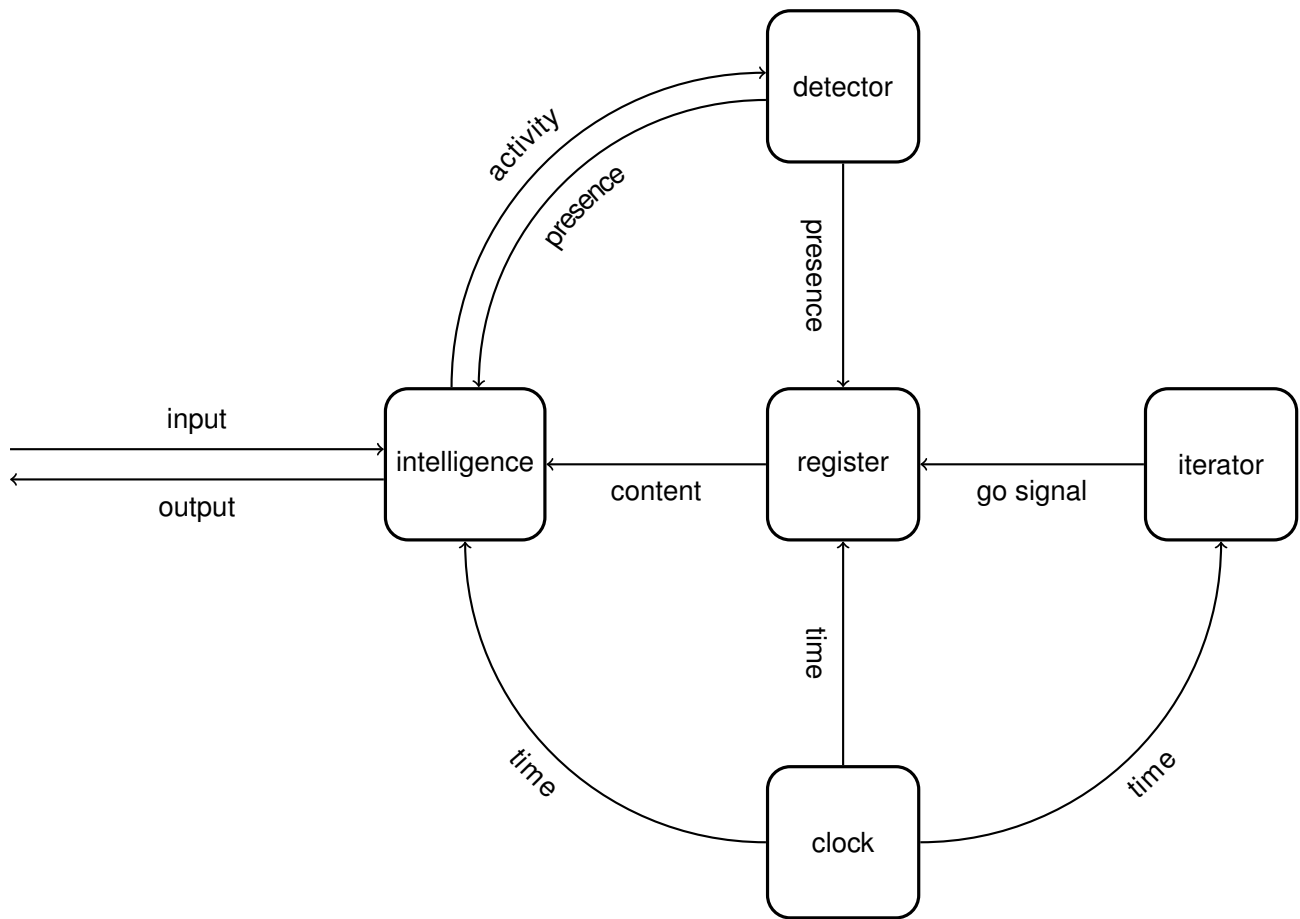 detector
activity
presence
presence
input
intelligence
register
iterator
content
go signal
output
time
time
time
clock